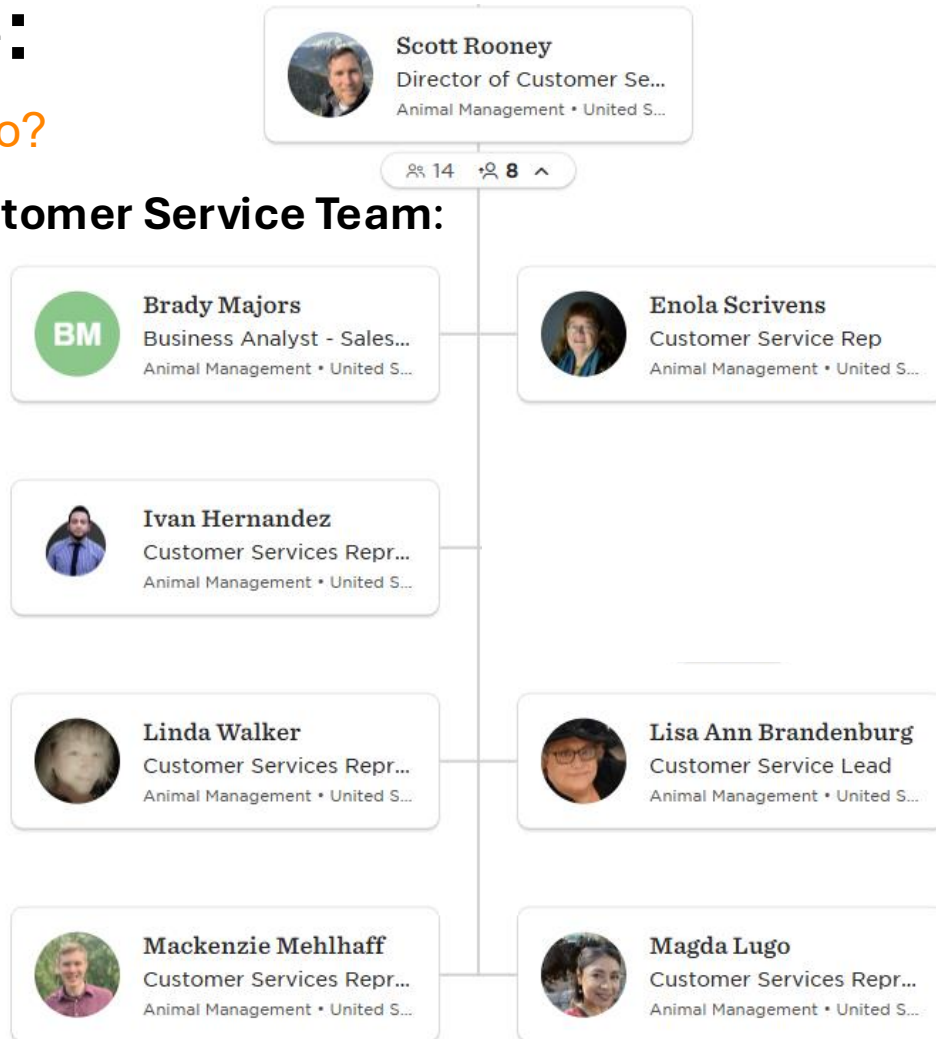 :
o?
Scott Rooney
Director of Customer Se...
Animal Management • United S...
14 8
tomer Service Team:
BM
Brady Majors
Business Analyst - Sales...
Animal Management • United S...
Enola Scrivens
Customer Service Rep
Animal Management • United S...
Ivan Hernandez
Customer Services Repr...
Animal Management • United S...
Linda Walker
Customer Services Repr...
Animal Management • United S...
Lisa Ann Brandenburg
Customer Service Lead
Animal Management • United S...
Mackenzie Mehlhaff
Customer Services Repr...
Animal Management • United S...
Magda Lugo
Customer Services Repr...
Animal Management • United S...